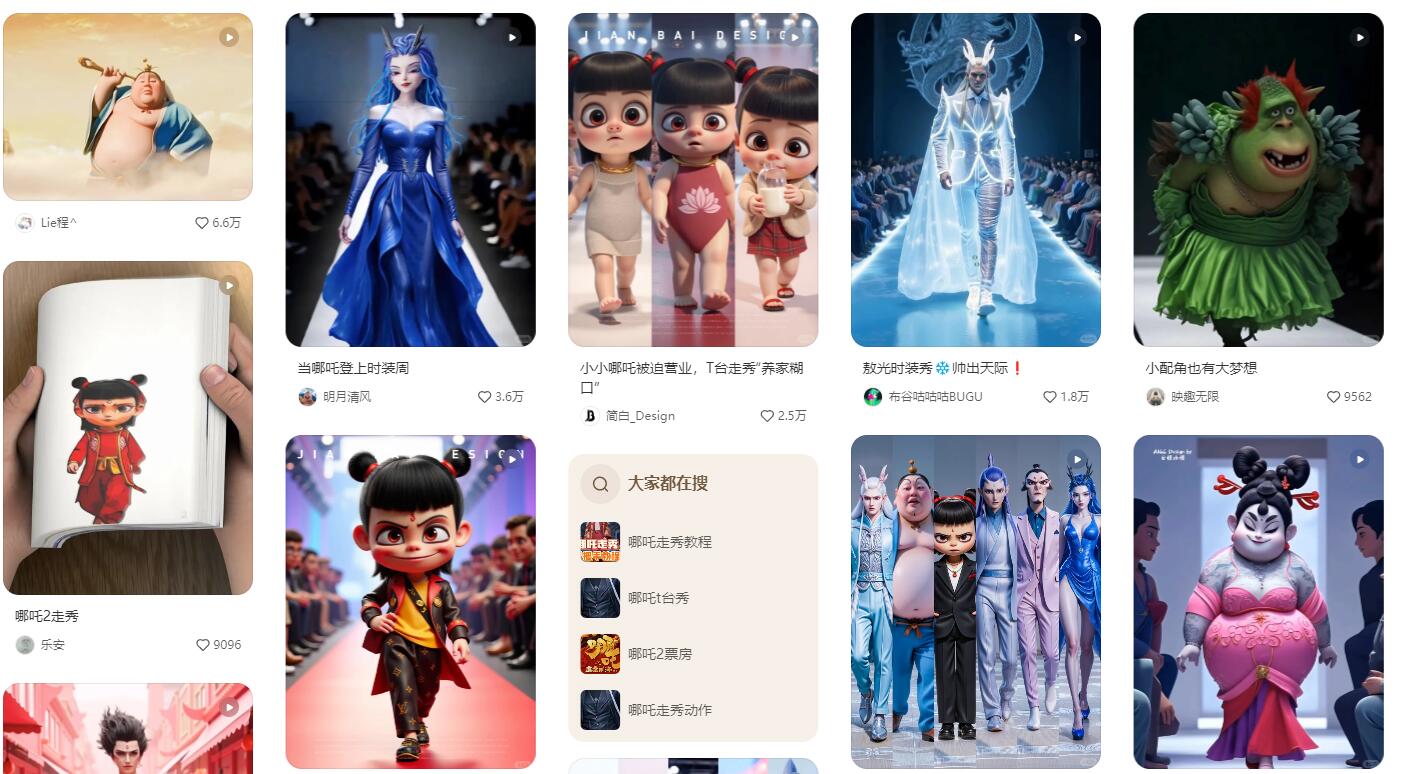 Lie程^
6.6万
哪吒2走秀
乐安
9096
当哪吒登上时装周
明月清风
3.6万
JIAN BAI DESIGN
小小哪吒被迫营业，T台走秀“养家糊
口”
简白_Design
2.5万
大家都在搜
哪吒走秀教程
哪吒t台秀
哪吒2票房
哪吒走秀动作
敖光时装秀❄️帅出天际❗
布谷咕咕咕BUGU
1.8万
小配角也有大梦想
映趣无限
9562